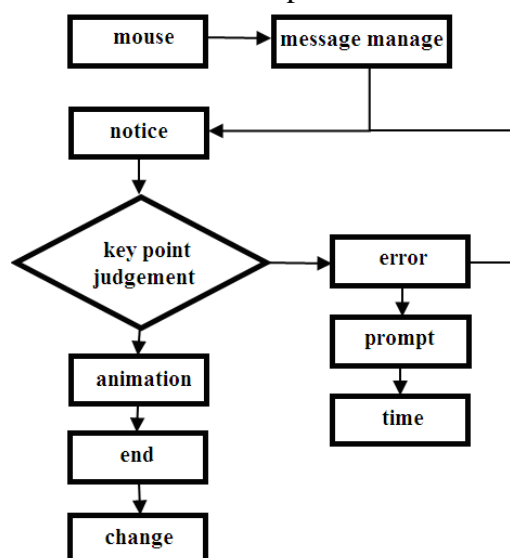 mouse
message manage
notice
key point
judgement
error
prompt
animation
time
end
change